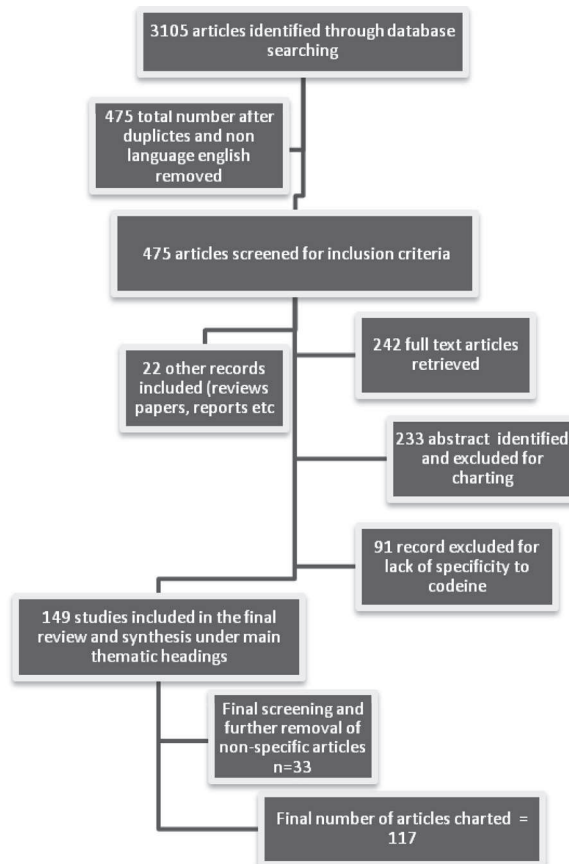 3105 articles identified through database
searching
475 total number after
duplictes and non
language english
removed
475 articles screened for inclusion criteria
22 other records
included (reviews
papers, reports etc
242 full text articles
retrieved
233 abstract identified
and excluded for
charting
91 record excluded for
lack of specificity to
codeine
149 studies included in the final
review and synthesis under main
thematic headings
Final screening and
further removal of
non-specific articles
n=33
Final number of articles charted =
117